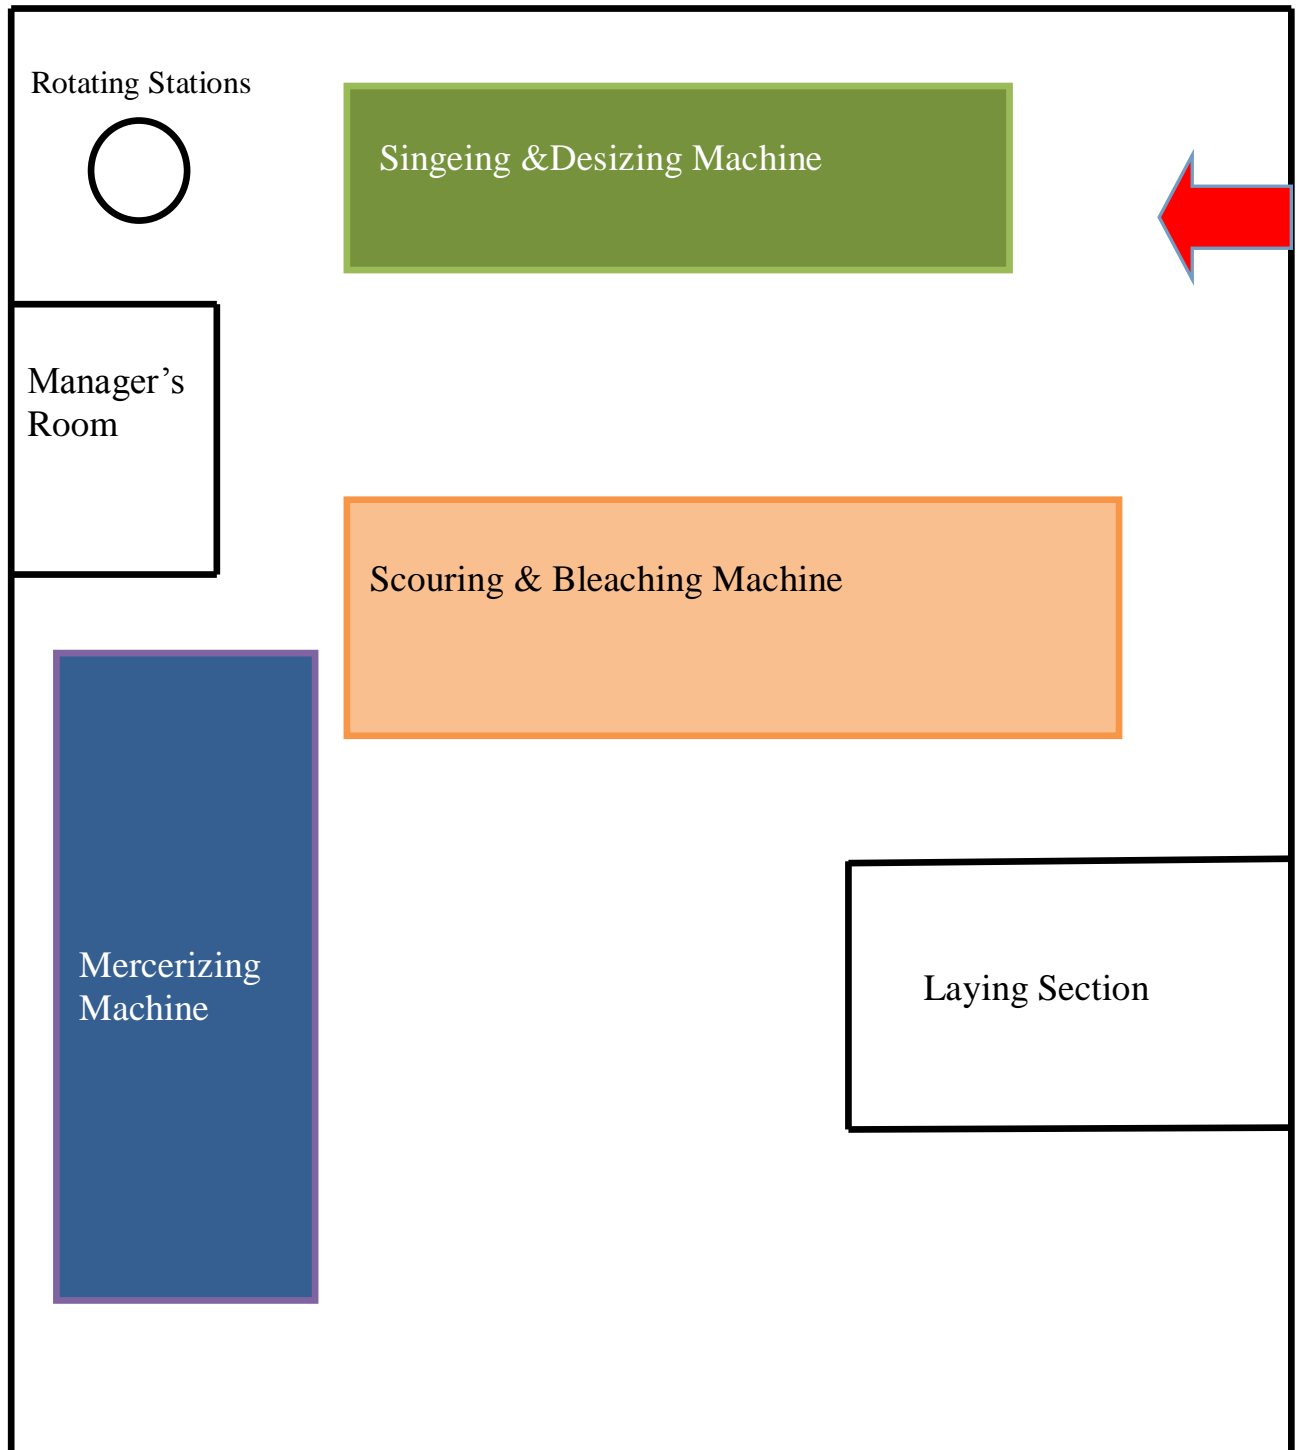 Rotating Stations
Singeing &Desizing Machine
Manager’s
Room
Scouring & Bleaching Machine
Mercerizing
Machine
Laying Section